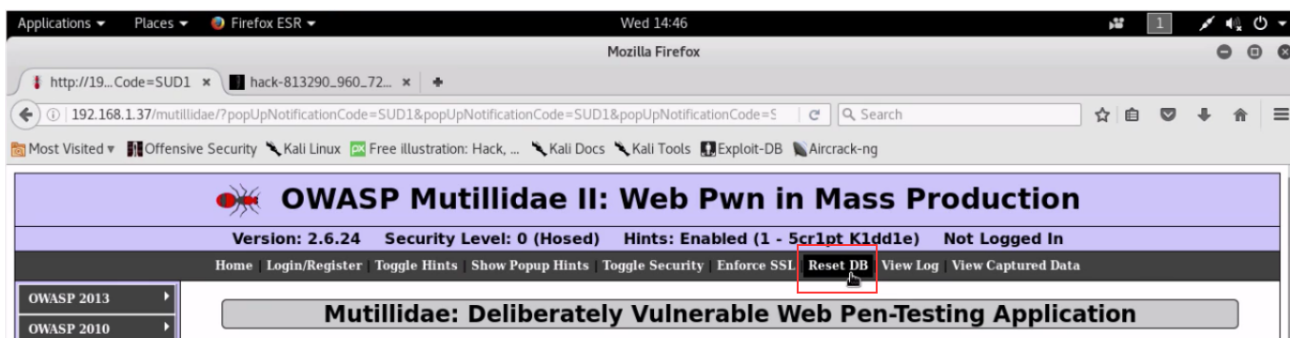 Applications Places Firefox ESR Wed 14:46 1
Mozilla Firefox
http://19...Code=SUD1 hack-813290_960_72...
192.168.1.37/mutillidae/?popUpNotificationCode=SUD1&popUpNotificationCode=SUD1&popUpNotificationCode=S Search
Most Visited Offensive Security Kali Linux Free illustration: Hack, ... Kali Docs Kali Tools Exploit-DB Aircrack-ng
OWASP Mutillidae II: Web Pwn in Mass Production
Version: 2.6.24 Security Level: 0 (Hosed) Hints: Enabled (1 - 5cr1pt K1dd1e) Not Logged In
Home | Login/Register | Toggle Hints | Show Popup Hints | Toggle Security | Enforce SSL | Reset DB | View Log | View Captured Data
OWASP 2013
Mutillidae: Deliberately Vulnerable Web Pen-Testing Application
OWASP 2010